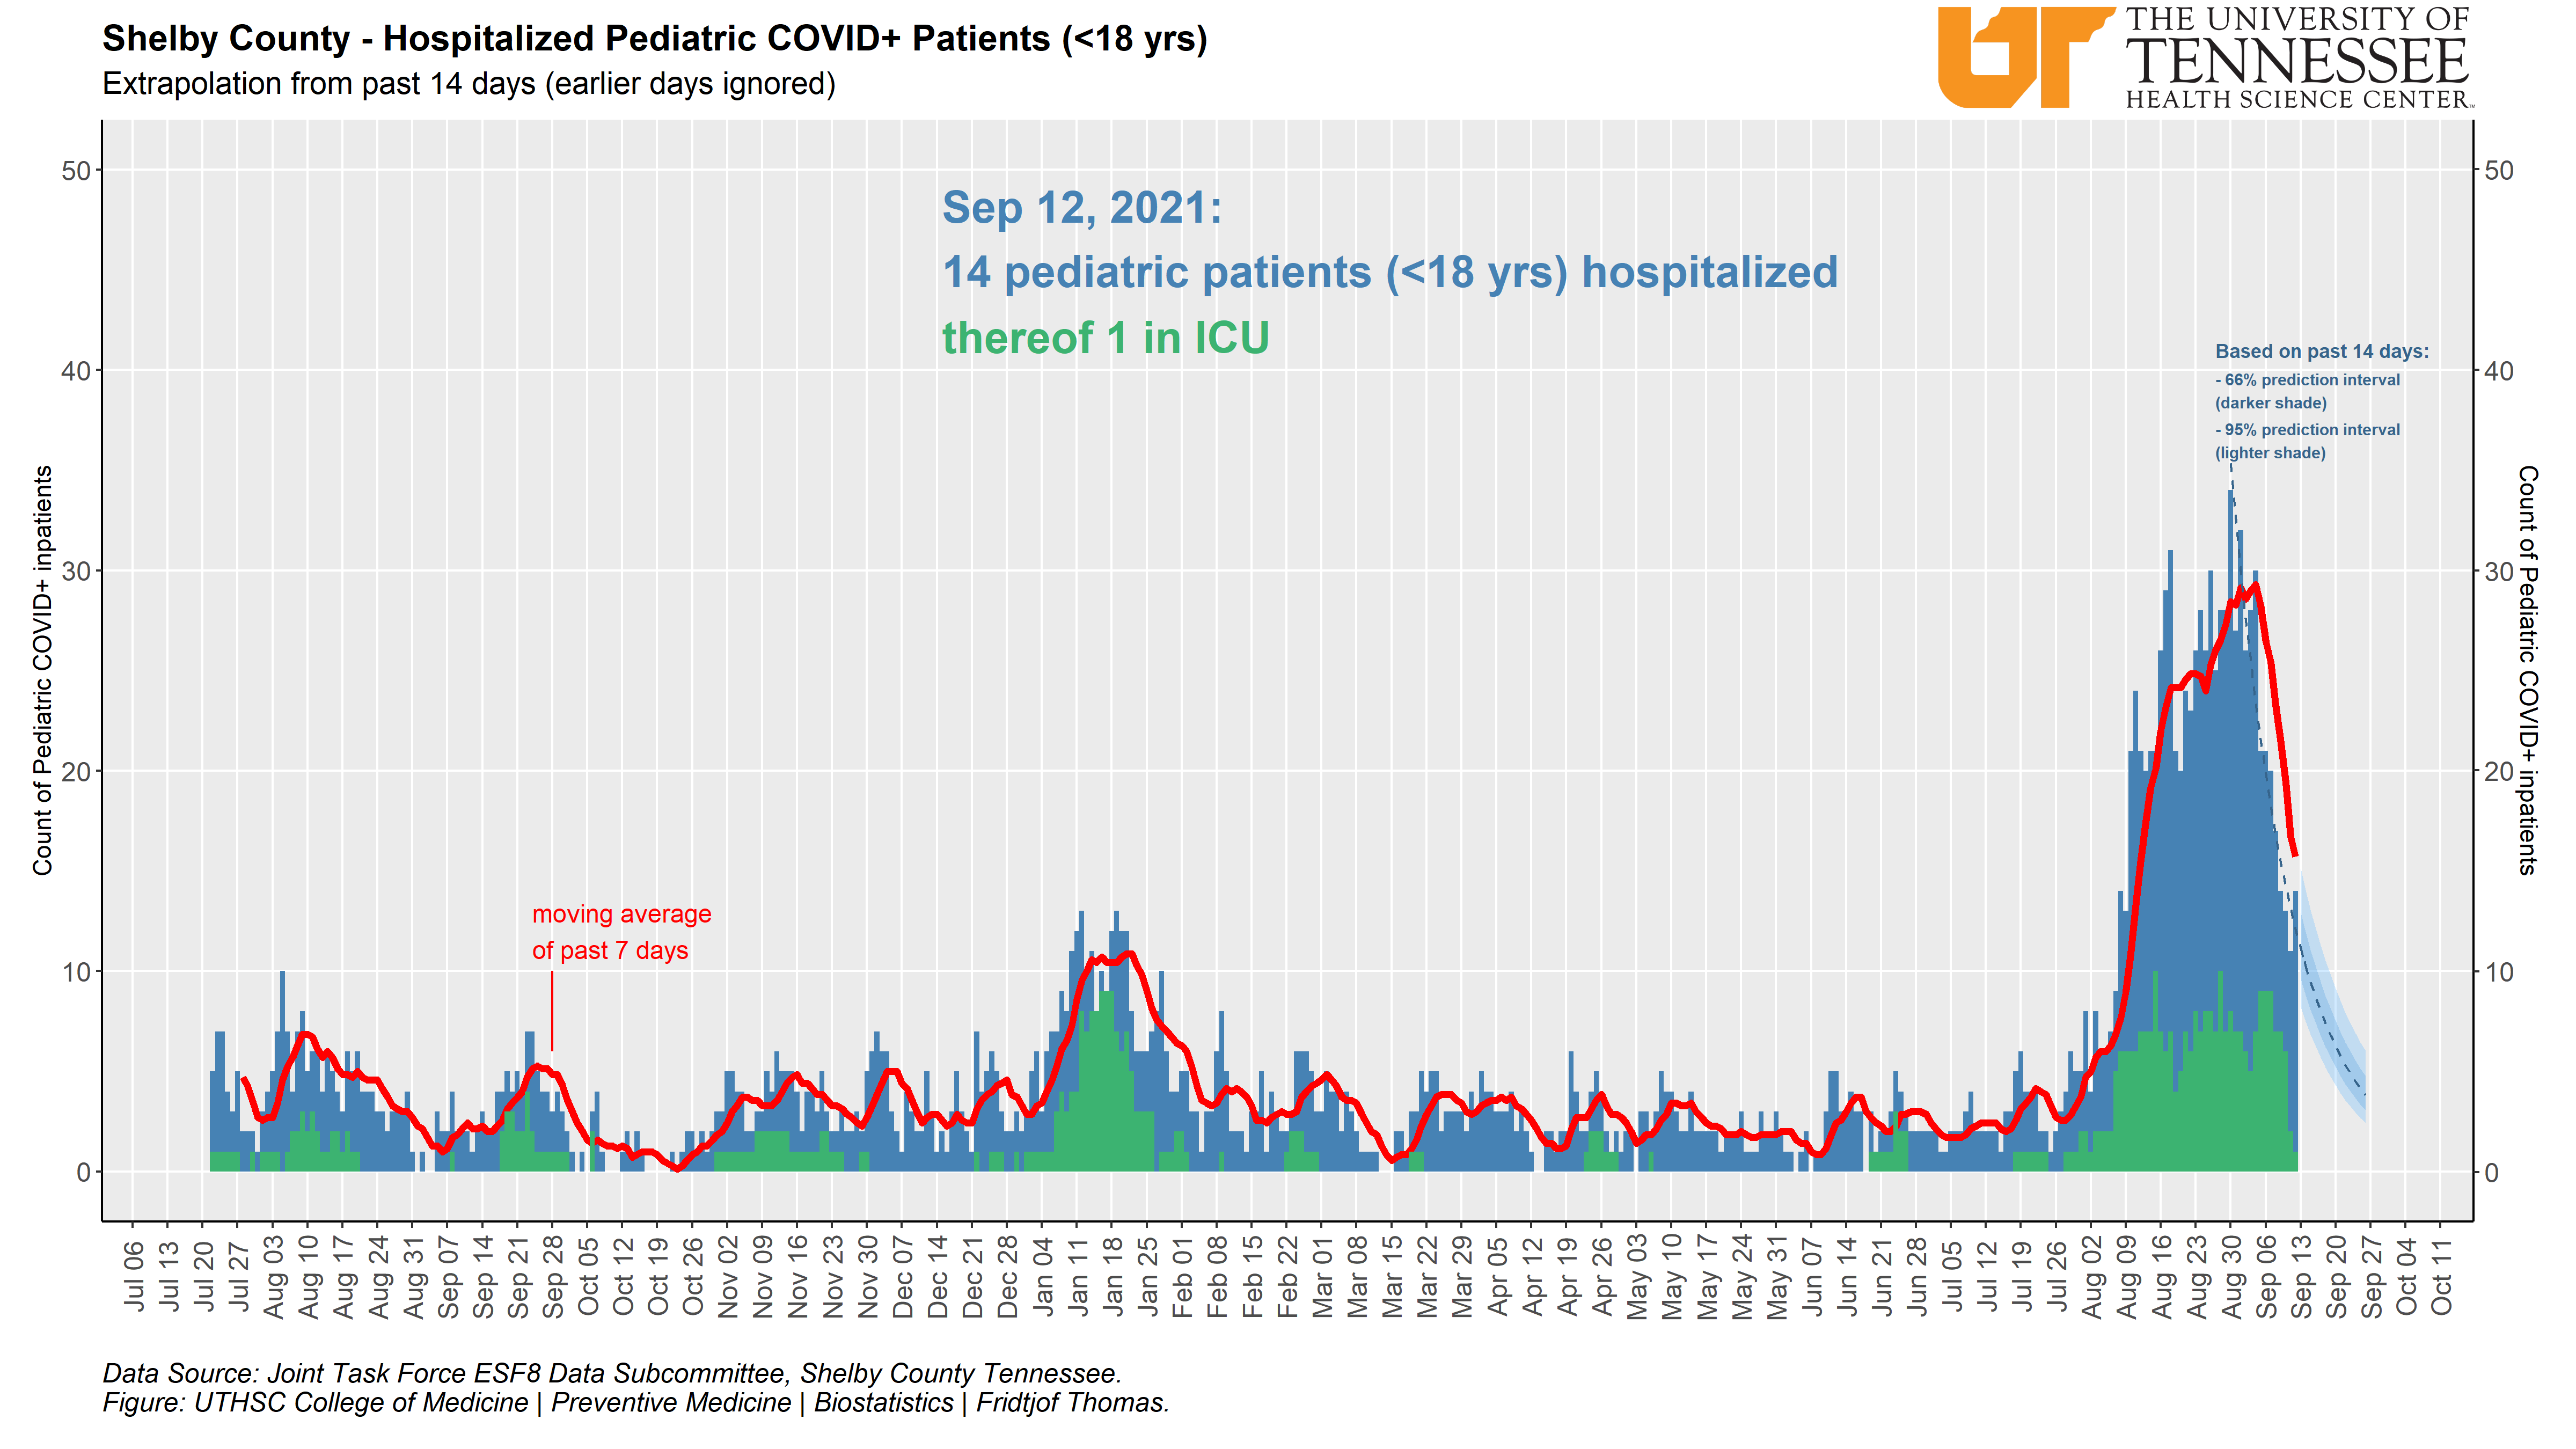 Shelby County - Hospitalized Pediatric COVID+ Patients (<18 yrs)
Extrapolation from past 14 days (earlier days ignored)
THE UNIVERSITY OF
TENNESSEE
HEALTH SCIENCE CENTER™
Sep 12, 2021:
14 pediatric patients (<18 yrs) hospitalized
thereof 1 in ICU
Based on past 14 days:
- 66% prediction interval
(darker shade)
- 95% prediction interval
(lighter shade)
moving average
of past 7 days
Count of Pediatric COVID+ inpatients
50
40
30
20
10
0
50
40
30
20
10
0
Count of Pediatric COVID+ inpatients
Jul 06
Jul 13
Jul 20
Jul 27
Aug 03
Aug 10
Aug 17
Aug 24
Aug 31
Sep 07
Sep 14
Sep 21
Sep 28
Oct 05
Oct 12
Oct 19
Oct 26
Nov 02
Nov 09
Nov 16
Nov 23
Nov 30
Dec 07
Dec 14
Dec 21
Dec 28
Jan 04
Jan 11
Jan 18
Jan 25
Feb 01
Feb 08
Feb 15
Feb 22
Mar 01
Mar 08
Mar 15
Mar 22
Mar 29
Apr 05
Apr 12
Apr 19
Apr 26
May 03
May 10
May 17
May 24
May 31
Jun 07
Jun 14
Jun 21
Jun 28
Jul 05
Jul 12
Jul 19
Jul 26
Aug 02
Aug 09
Aug 16
Aug 23
Aug 30
Sep 06
Sep 13
Sep 20
Sep 27
Oct 04
Oct 11
Data Source: Joint Task Force ESF8 Data Subcommittee, Shelby County Tennessee.
Figure: UTHSC College of Medicine | Preventive Medicine | Biostatistics | Fridtjof Thomas.